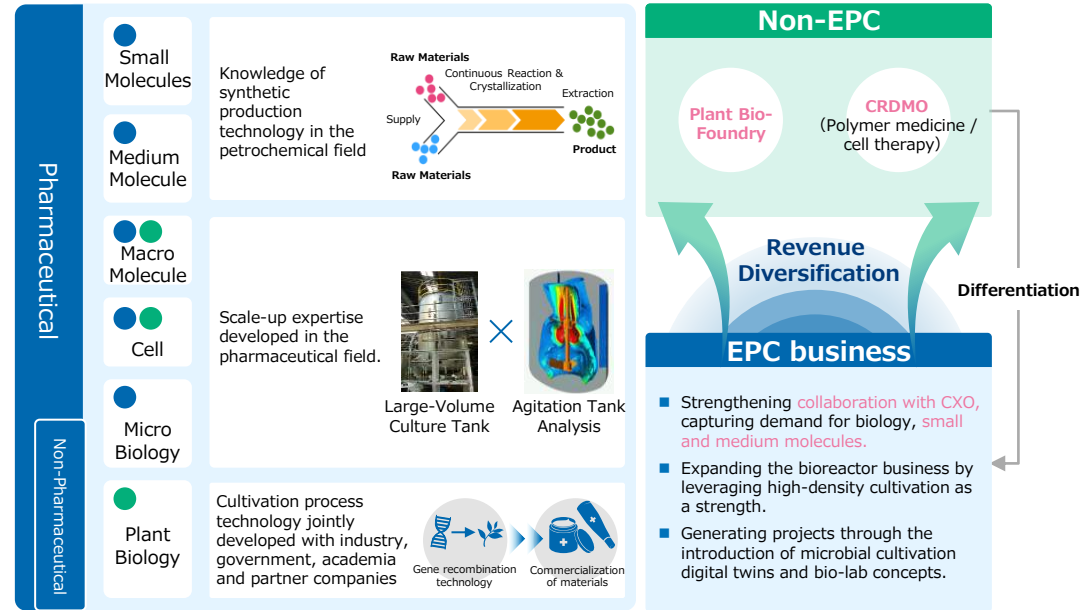 Pharmaceutical
Non-Pharmaceutical
Small
Molecules
Medium
Molecule
Macro
Molecule
Cell
Micro
Biology
Plant
Biology
Knowledge of
synthetic
production
technology in the
petrochemical field
Raw Materials
Continuous Reaction &
Crystallization
Extraction
Supply
Product
Raw Materials
Scale-up expertise
developed in the
pharmaceutical field.
Large-Volume
Culture Tank
Agitation Tank
Analysis
Cultivation process
technology jointly
developed with industry,
government, academia
and partner companies
Gene recombination
technology
Commercialization
of materials
Non-EPC
Plant Bio-
Foundry
CRDMO
(Polymer medicine /
cell therapy)
Revenue
Diversification
Differentiation
EPC business
■ Strengthening collaboration with CXO,
capturing demand for biology, small
and medium molecules.
■ Expanding the bioreactor business by
leveraging high-density cultivation as
a strength.
■ Generating projects through the
introduction of microbial cultivation
digital twins and bio-lab concepts.